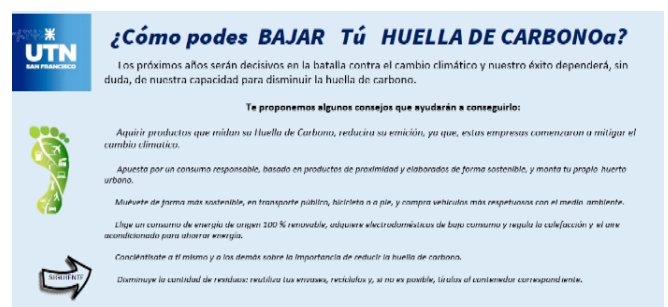 UTN
SAN FRANCISCO
¿Cómo podes BAJAR Tú HUELLA DE CARBONOa?
Los próximos años serán decisivos en la batalla contra el cambio climático y nuestro éxito dependerá, sin
duda, de nuestra capacidad para disminuir la huella de carbono.
Te proponemos algunos consejos que ayudarán a conseguirlo:
Aquirir productos que midan su Huella de Carbono, reducira su emición, ya que, estas empresas comenzaron a mitigar el
cambio climatico.
Apuesta por un consumo responsable, basado en productos de proximidad y elaborados de forma sostenible, y monta tu propio huerto
urbano.
Muévete de forma más sostenible, en transporte público, bicicleta o a pie, y compra vehículos más respetuosos con el medio ambiente.
Elige un consumo de energía de origen 100 % renovable, adquiere electrodomésticos de bajo consumo y regula la calefacción y el aire
acondicionado para ahorrar energía.
Conciéntisate a ti mismo y a los demás sobre la importancia de reducir la huella de carbono.
Disminuye la cantidad de residuos: reutiliza tus envases, recíclalos y, si no es posible, tíralos al contenedor correspondiente.
SIGUIENTE